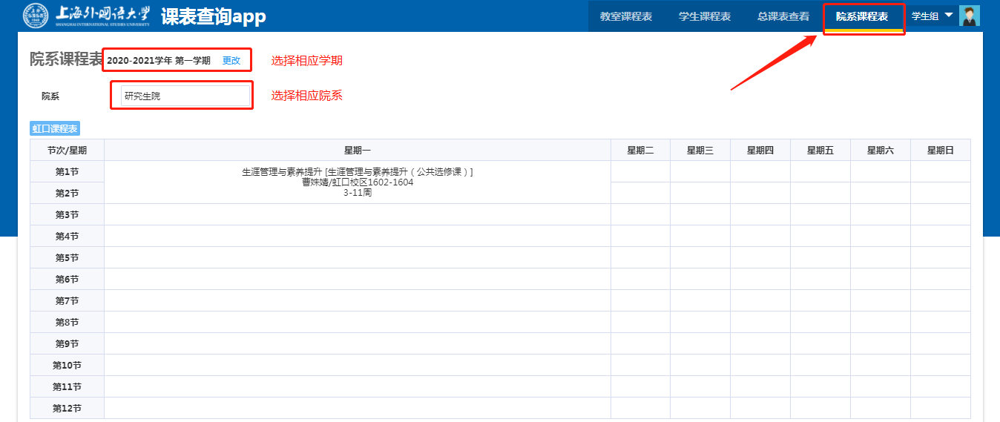 上海外国语大学
SHANGHAI INTERNATIONAL STUDIES UNIVERSITY
课表查询app
教室课程表
学生课程表
总课表查看
院系课程表
学生组
院系课程表
2020-2021学年 第一学期
更改
选择相应学期
院系
研究生院
选择相应院系
虹口课程表
节次/星期
星期一
星期二
星期三
星期四
星期五
星期六
星期日
第1节
生涯管理与素养提升 [生涯管理与素养提升（公共选修课）]
曹姝婧/虹口校区1602-1604
3-11周
第2节
第3节
第4节
第5节
第6节
第7节
第8节
第9节
第10节
第11节
第12节